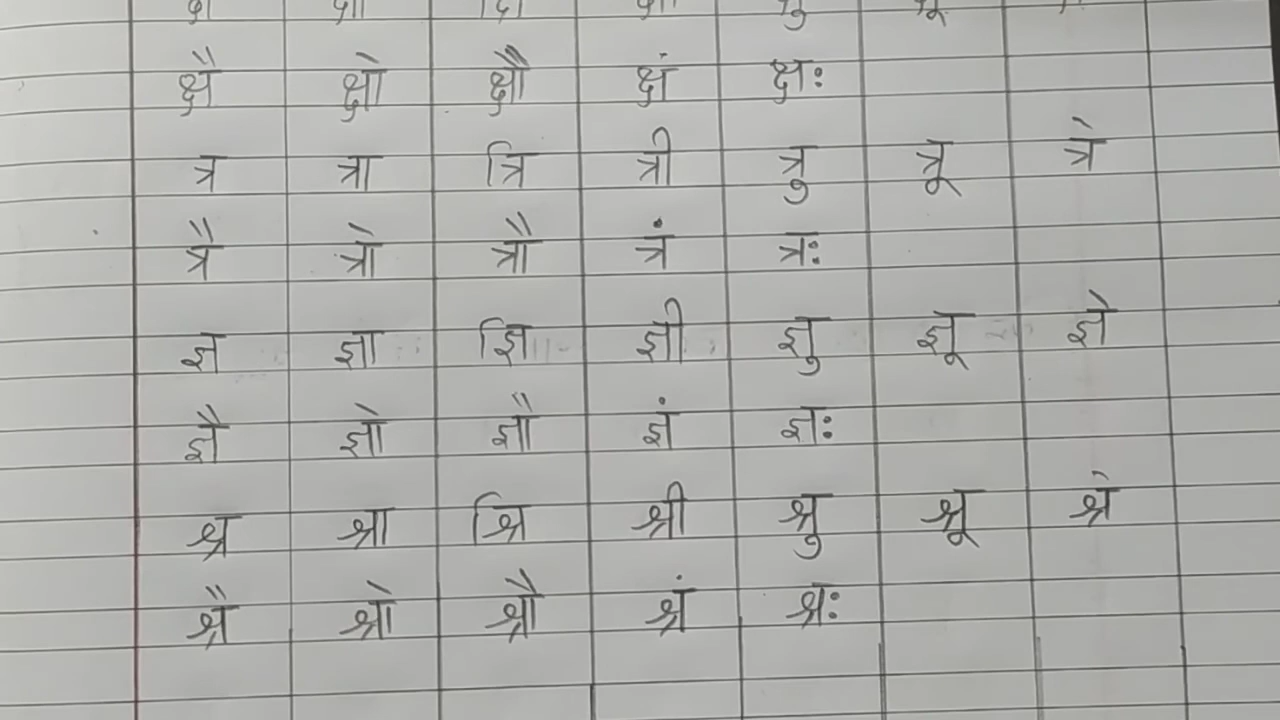 क्षै क्षो क्षौ क्षं क्षः
त्र त्रा त्रि त्री त्रु त्रू त्रे
त्रै त्रो त्रौ त्रं त्रः
ज्ञ ज्ञा ज्ञि ज्ञी ज्ञु ज्ञू ज्ञे
ज्ञै ज्ञो ज्ञौ ज्ञं ज्ञः
श्र श्रा श्रि श्री श्रु श्रू श्रे
श्रै श्रो श्रौ श्रं श्रः